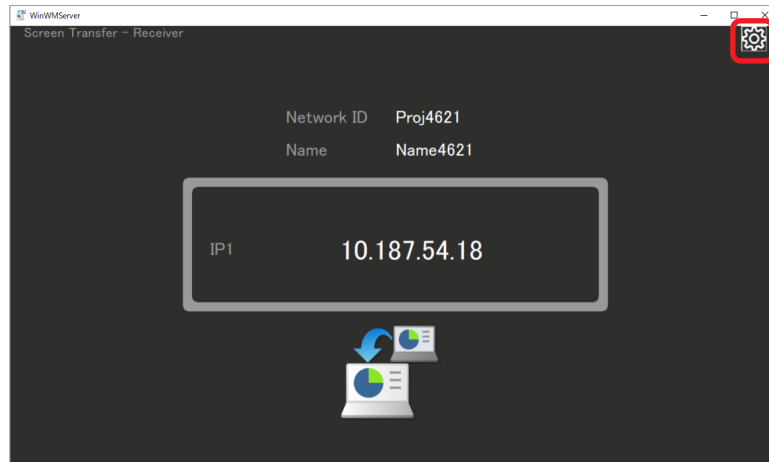 WinWMServer
Screen Transfer - Receiver
Network ID Proj4621
Name Name4621
IP1 10.187.54.18